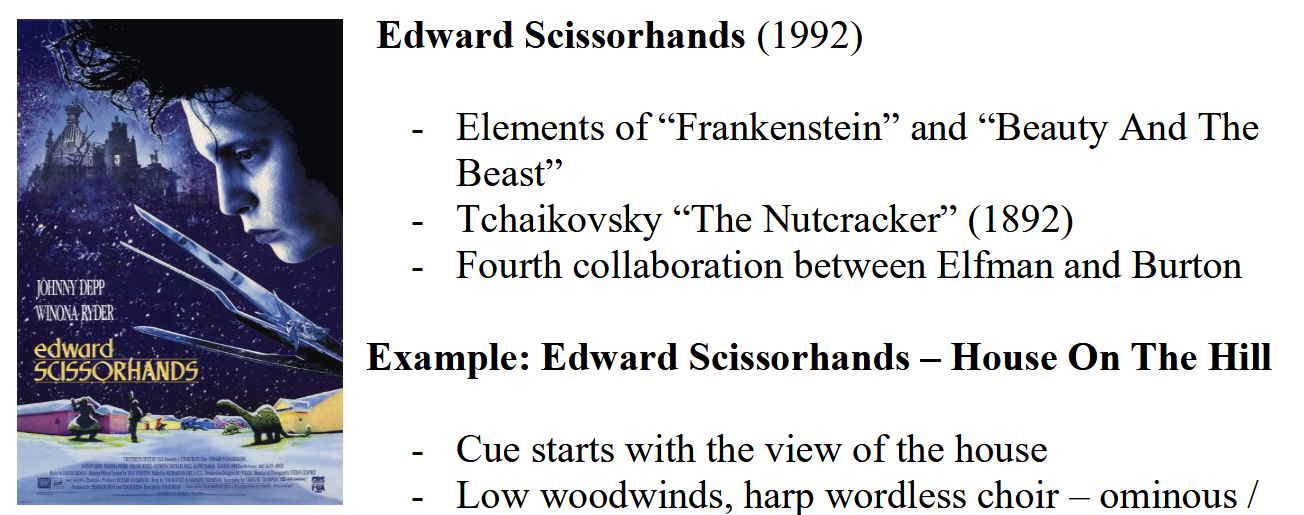 Edward Scissorhands (1992)
- Elements of “Frankenstein” and “Beauty And The
Beast”
- Tchaikovsky “The Nutcracker” (1892)
- Fourth collaboration between Elfman and Burton
JOHNNY DEPP
WINONA RYDER
edward
SCISSORHANDS
Example: Edward Scissorhands – House On The Hill
- Cue starts with the view of the house
- Low woodwinds, harp wordless choir – ominous /